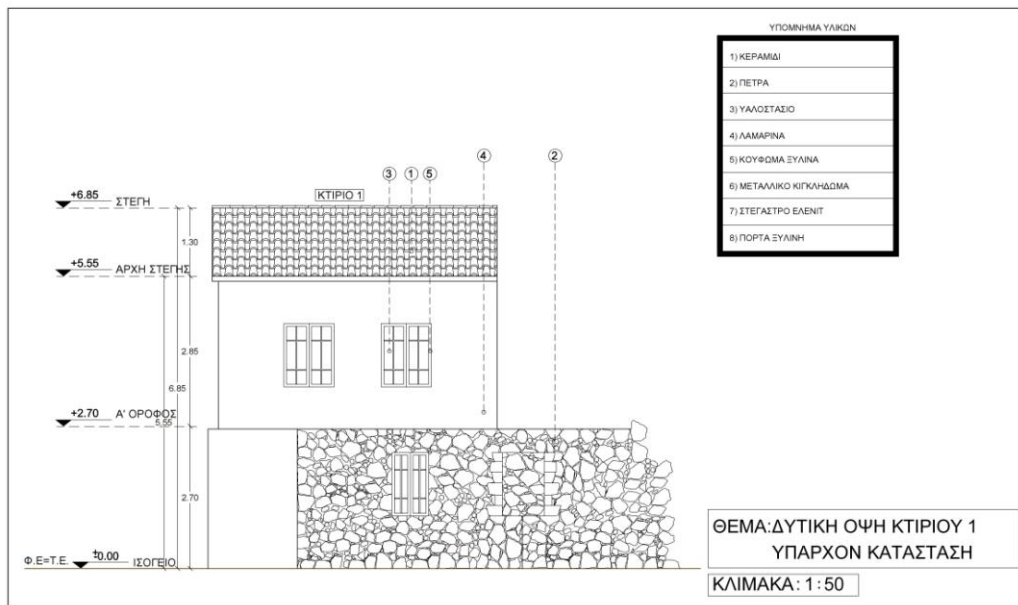 ΥΠΟΜΝΗΜΑ ΥΛΙΚΩΝ
1) ΚΕΡΑΜΙΔΙ
2) ΠΕΤΡΑ
3) ΥΑΛΟΣΤΑΣΙΟ
4) ΛΑΜΑΡΙΝΑ
5) ΚΟΥΦΩΜΑ ΞΥΛΙΝΑ
6) ΜΕΤΑΛΛΙΚΟ ΚΙΓΚΛΗΔΩΜΑ
7) ΣΤΕΓΑΣΤΡΟ ΕΛΕΝΙΤ
8) ΠΟΡΤΑ ΞΥΛΙΝΗ
3 1 5 4 2
ΚΤΙΡΙΟ 1
+6.85 ΣΤΕΓΗ
1.30
+5.55 ΑΡΧΗ ΣΤΕΓΗΣ
2.85
6.85
+2.70 Α' ΟΡΟΦΟΣ
5.55
2.70
Φ.Ε=Τ.Ε. ±0.00 ΙΣΟΓΕΙΟ
ΘΕΜΑ:ΔΥΤΙΚΗ ΟΨΗ ΚΤΙΡΙΟΥ 1
ΥΠΑΡΧΟΝ ΚΑΤΑΣΤΑΣΗ
ΚΛΙΜΑΚΑ: 1:50